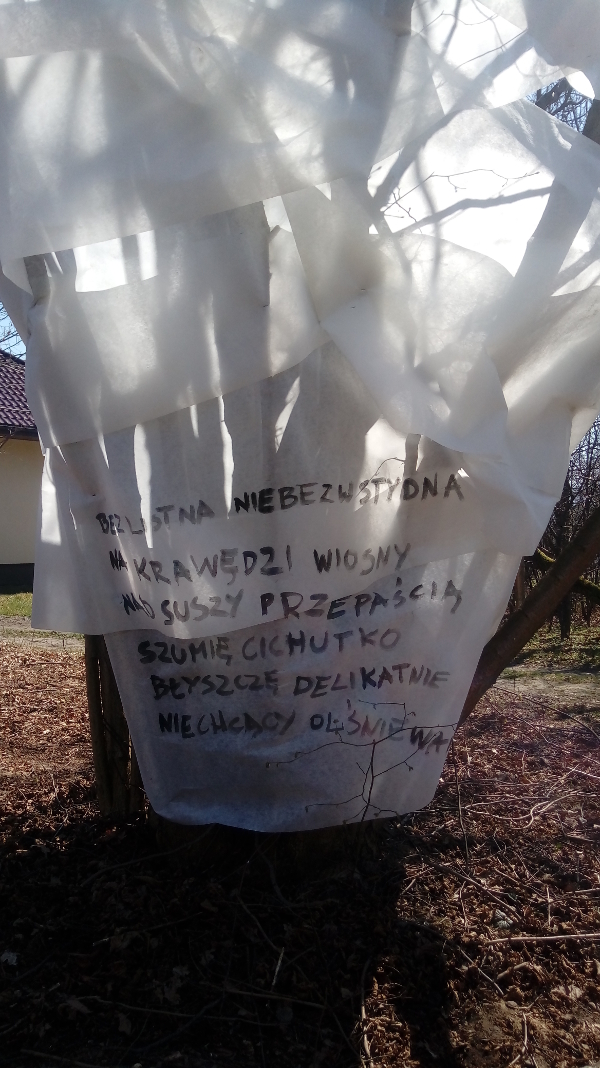 BEZLISTNA NIEBEZWSTYDNA
NA KRAWĘDZI WIOSNY
NAD SUSZY PRZEPAŚCIĄ
SZUMIĘ CICHUTKO
BŁYSZCZĘ DELIKATNIE
NIECHCĄCY OLŚNIEWA